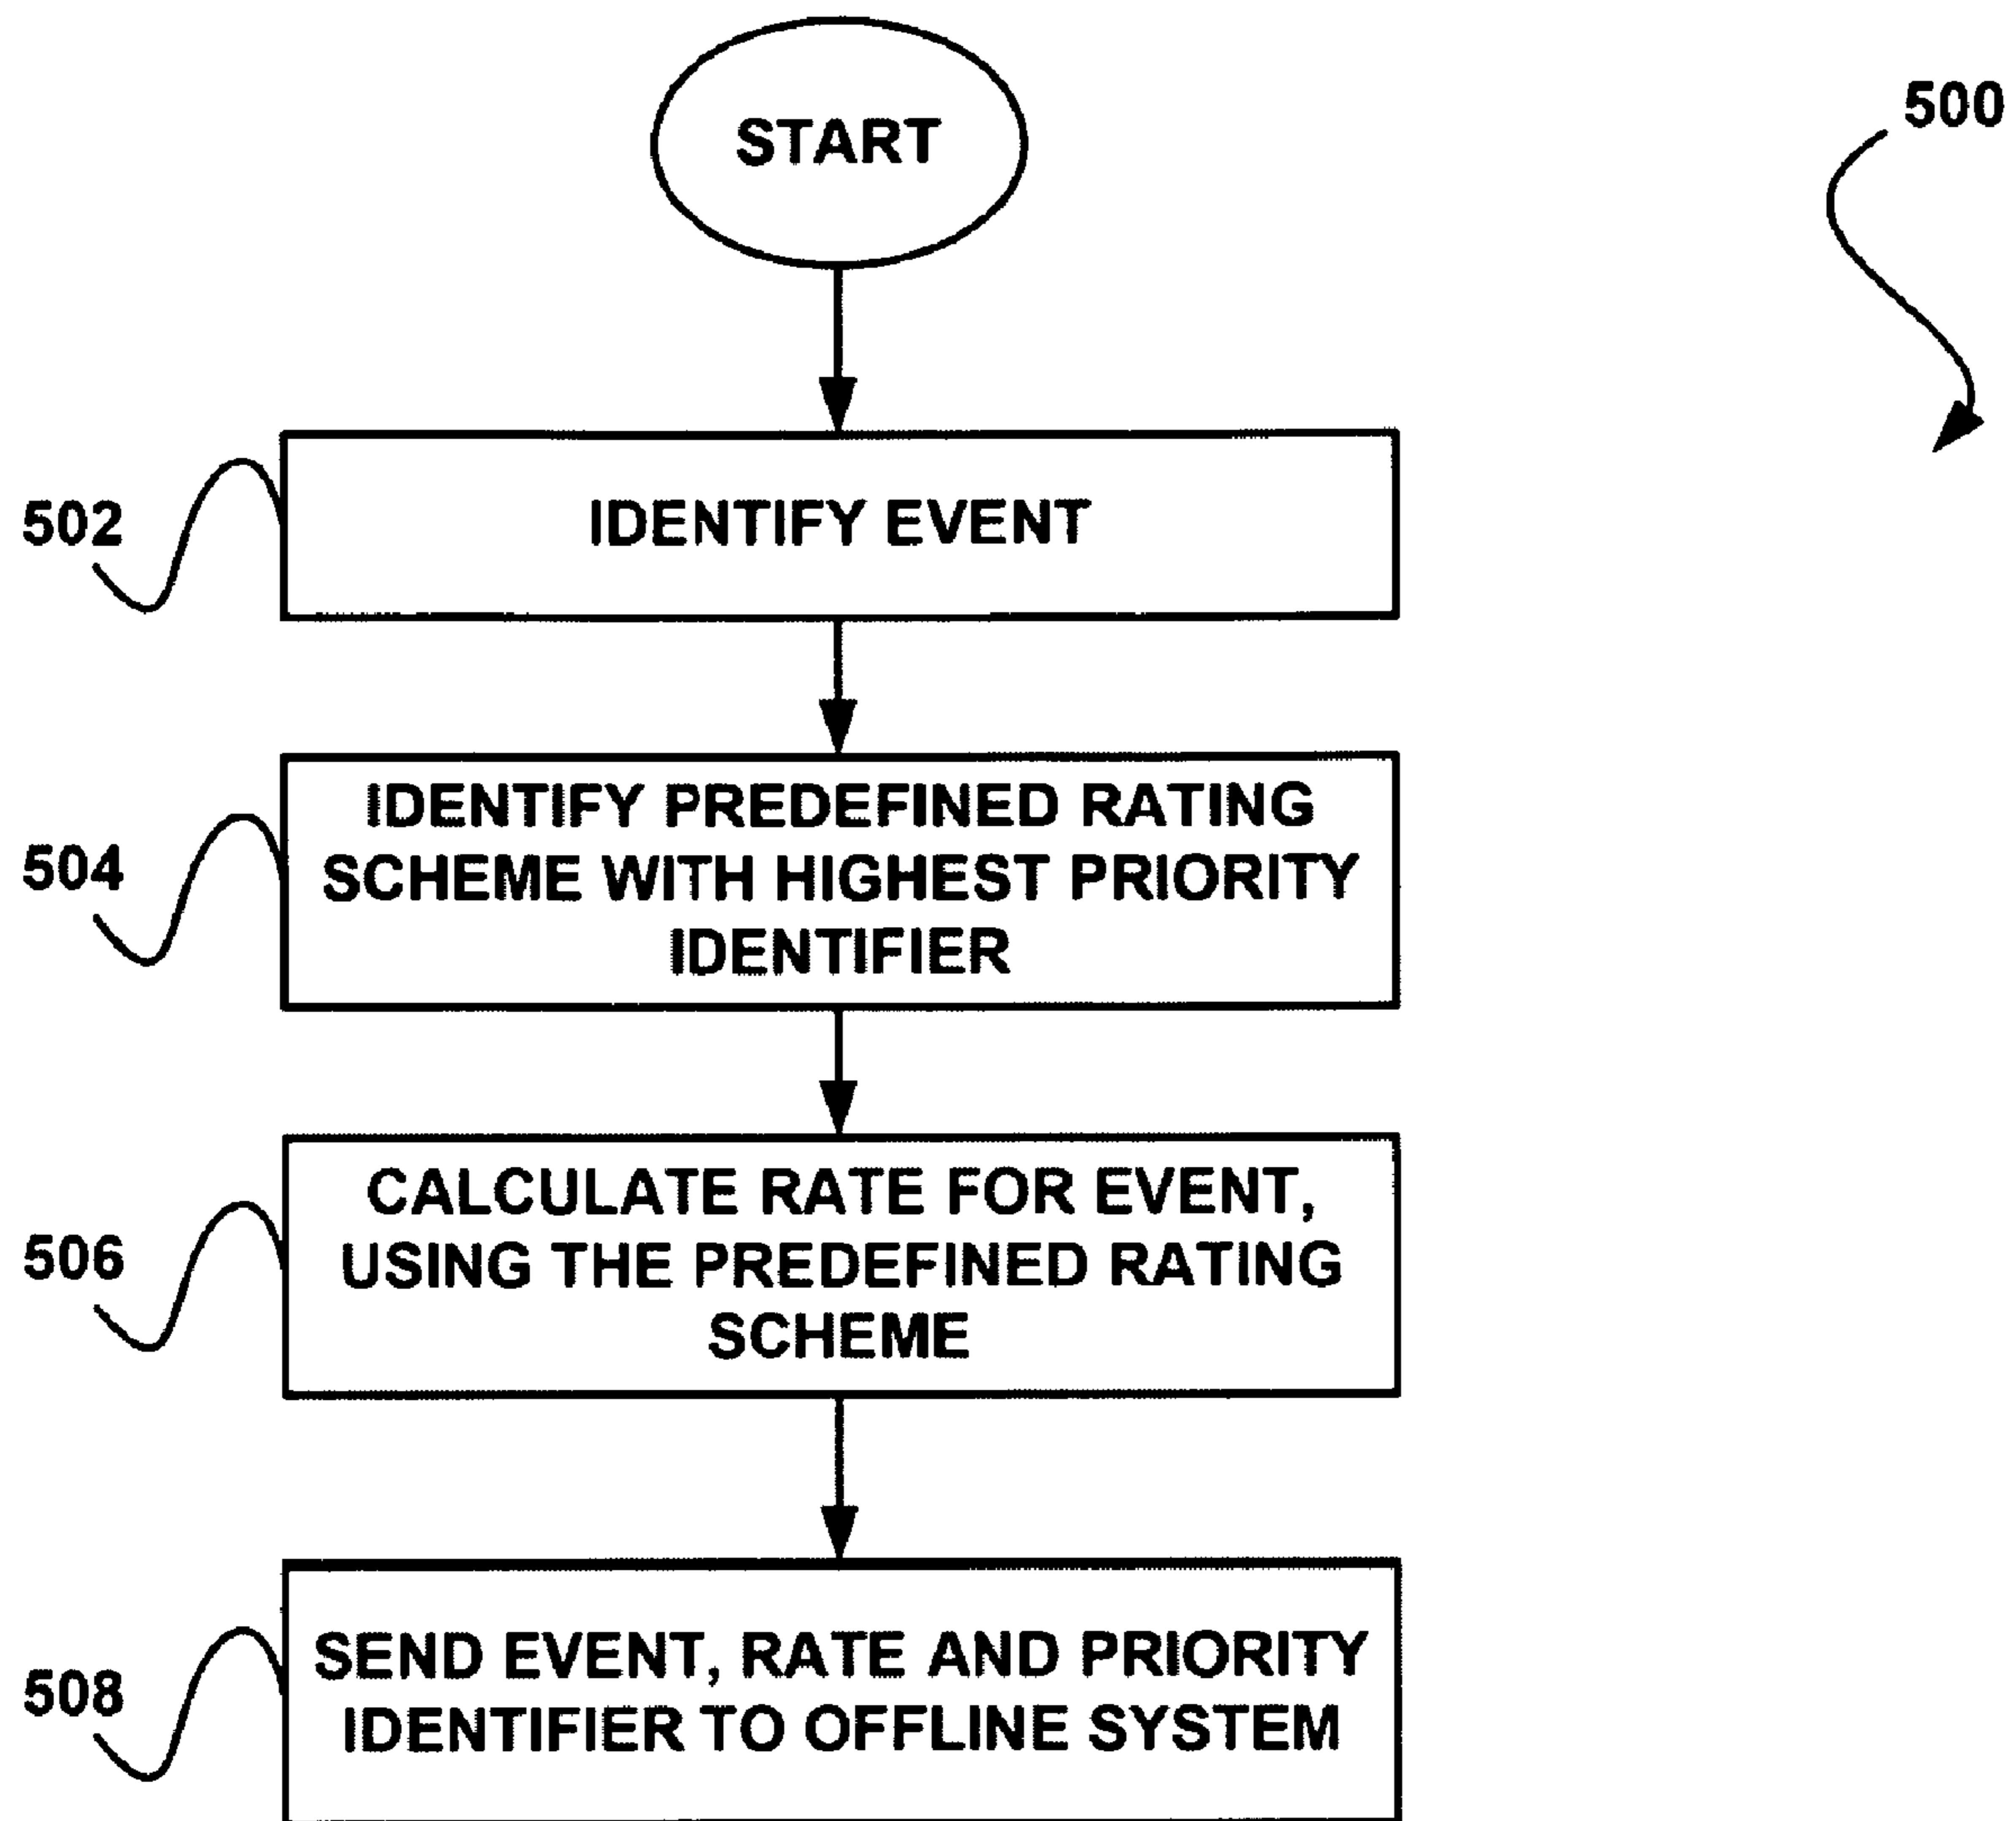 START
500
502
IDENTIFY EVENT
504
IDENTIFY PREDEFINED RATING
SCHEME WITH HIGHEST PRIORITY
IDENTIFIER
506
CALCULATE RATE FOR EVENT,
USING THE PREDEFINED RATING
SCHEME
508
SEND EVENT, RATE AND PRIORITY
IDENTIFIER TO OFFLINE SYSTEM